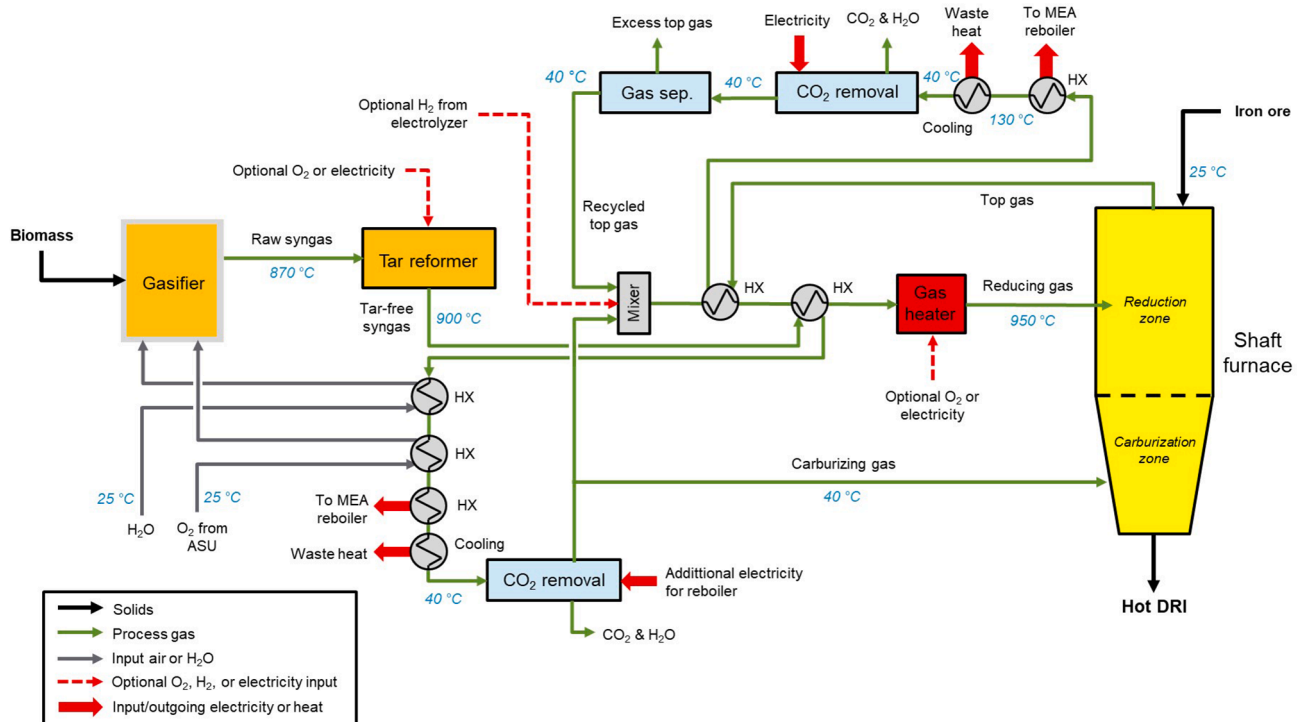 Excess top gas
Electricity
CO₂ & H₂O
Waste
heat
To MEA
reboiler
40 °C
Gas sep.
40 °C
CO₂ removal
40 °C
HX
Cooling
130 °C
Iron ore
25 °C
Optional H₂ from
electrolyzer
Optional O₂ or electricity
Recycled
top gas
Top gas
Biomass
Gasifier
Raw syngas
870 °C
Tar reformer
Tar-free
syngas
900 °C
Mixer
HX
HX
Gas
heater
Reducing gas
950 °C
Reduction
zone
Shaft
furnace
Optional O₂ or
electricity
HX
HX
Carburization
zone
Carburizing gas
40 °C
25 °C
25 °C
H₂O
O₂ from
ASU
To MEA
reboiler
HX
Waste heat
Cooling
40 °C
CO₂ removal
Additional electricity
for reboiler
CO₂ & H₂O
Hot DRI
Solids
Process gas
Input air or H₂O
Optional O₂, H₂, or electricity input
Input/outgoing electricity or heat